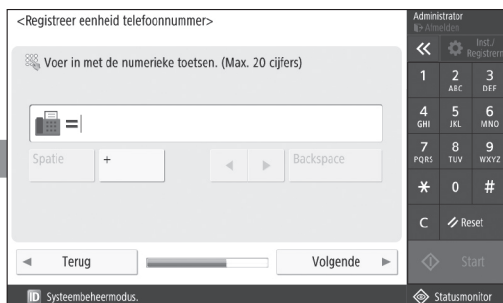 <Registreer eenheid telefoonnummer>
Voer in met de numerieke toetsen. (Max. 20 cijfers)
=
Spatie
+
◀
▶
Backspace
◀ Terug
Volgende ▶
ID Systeembeheermodus.
Administrator
Afmelden
«
Inst./
Registreren
1
2
3
ABC
DEF
4
5
6
GHI
JKL
MNO
7
8
9
PQRS
TUV
WXYZ
*
0
#
C
Reset
Start
Statusmonitor